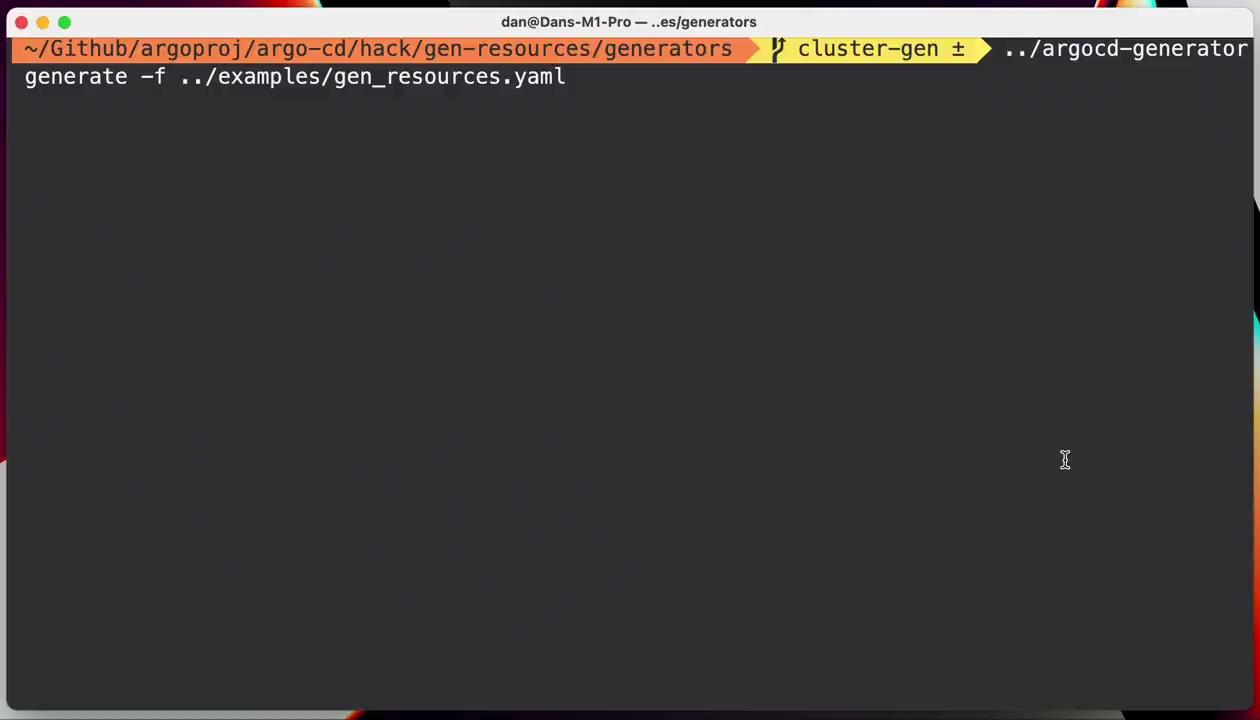 dan@Dans-M1-Pro — ..es/generators
~/Github/argoproj/argo-cd/hack/gen-resources/generators cluster-gen ± ../argocd-generator
generate -f ../examples/gen_resources.yaml